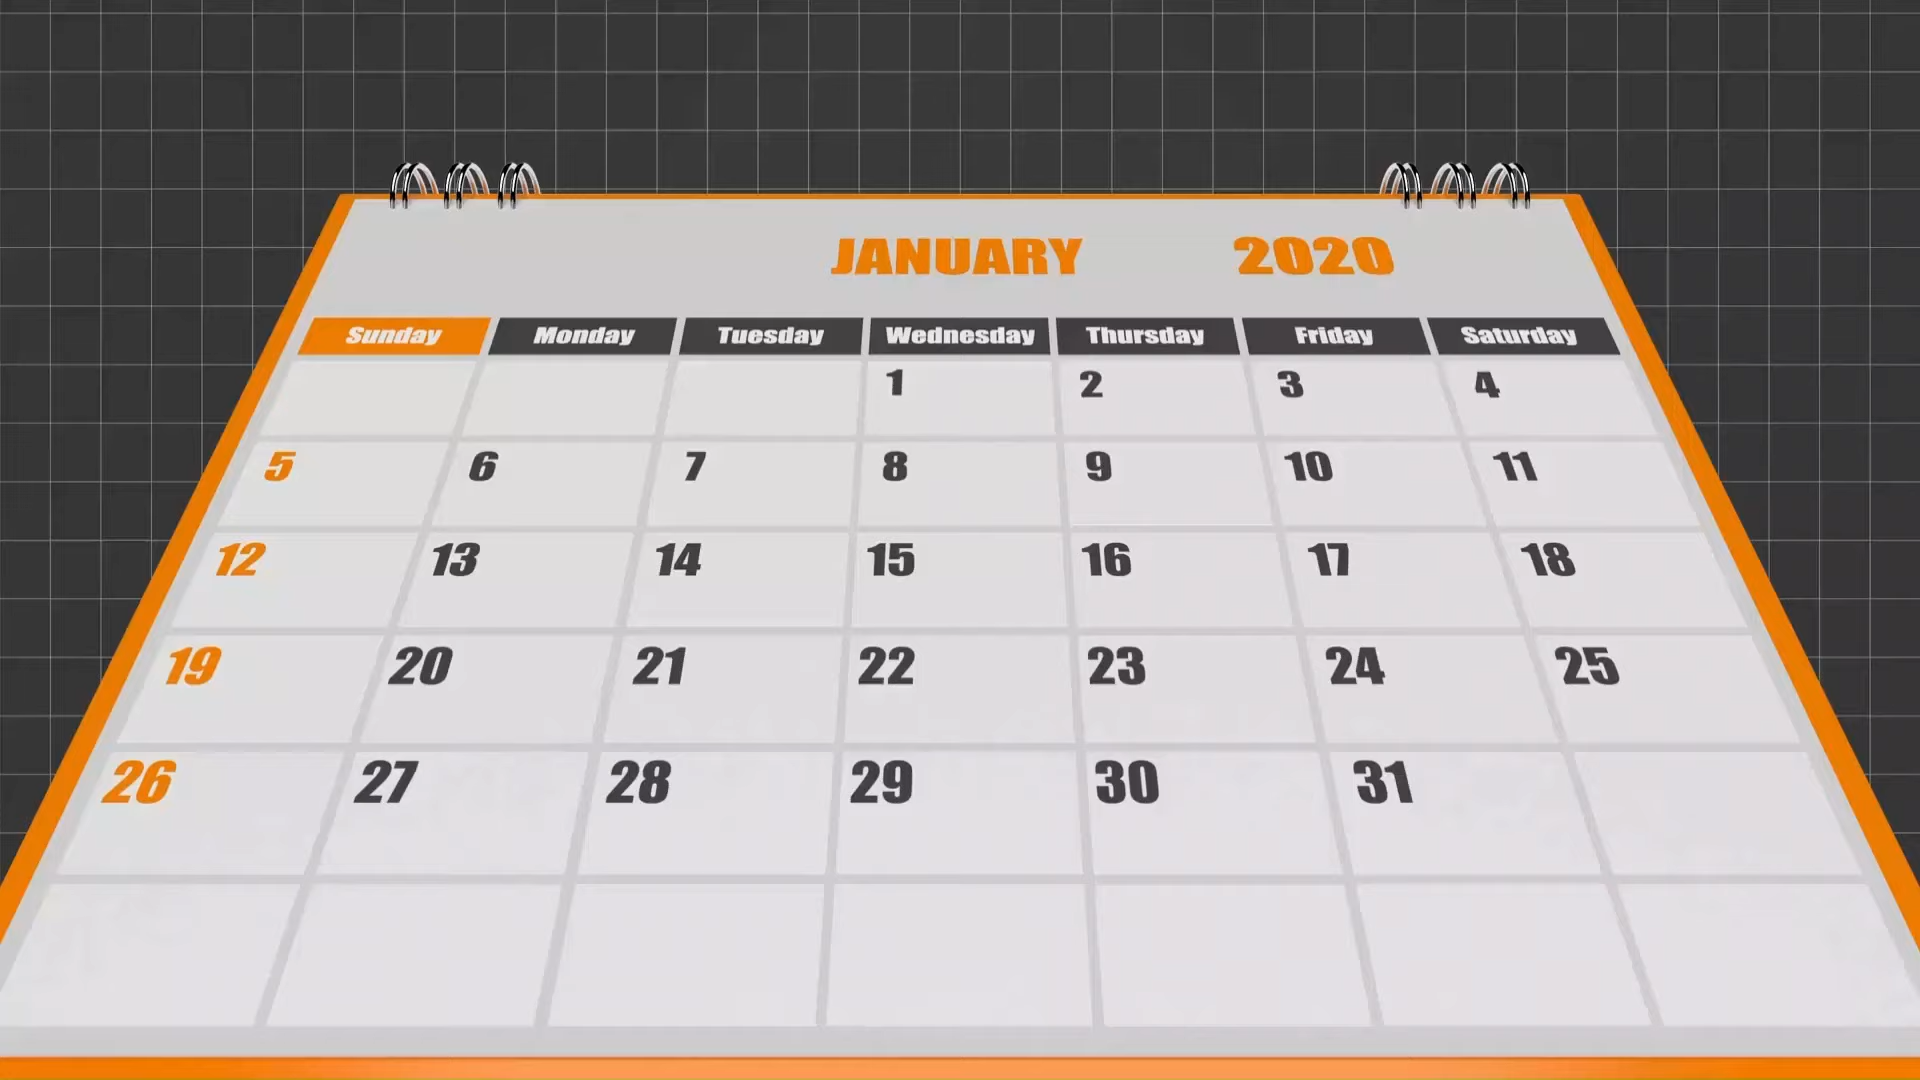 JANUARY 2020
Sunday Monday Tuesday Wednesday Thursday Friday Saturday
1 2 3 4
5 6 7 8 9 10 11
12 13 14 15 16 17 18
19 20 21 22 23 24 25
26 27 28 29 30 31